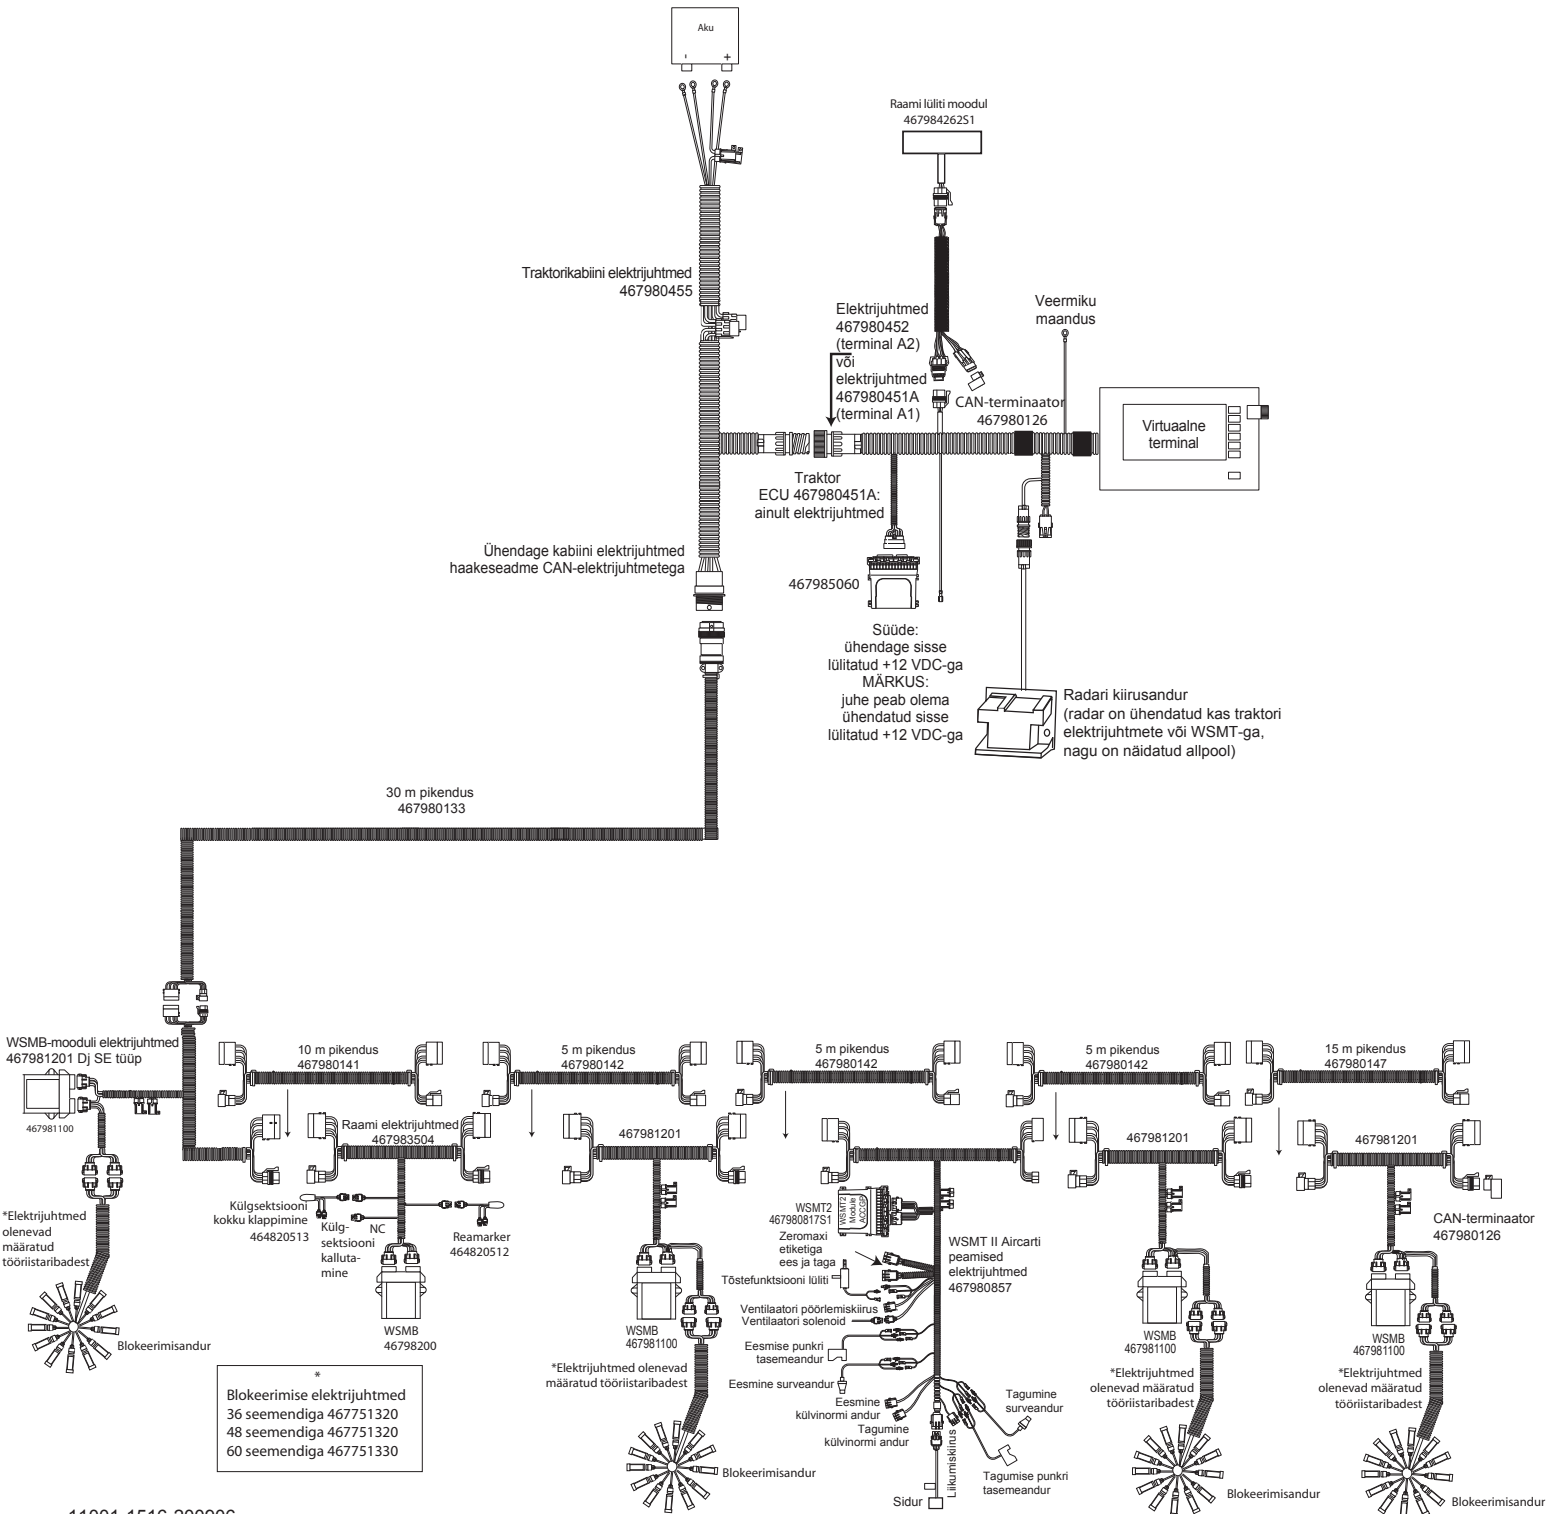 Aku
- +
Raami lüliti moodul
467984262S1
Traktorikabiini elektrijuhtmed
467980455
Elektrijuhtmed
467980452
(terminal A2)
või
elektrijuhtmed
467980451A
(terminal A1)
Veermiku
maandus
CAN-terminaator
467980126
Virtuaalne
terminal
Traktor
ECU 467980451A:
ainult elektrijuhtmed
Ühendage kabiini elektrijuhtmed
haakeseadme CAN-elektrijuhtmetega
467985060
Süüde:
ühendage sisse
lülitatud +12 VDC-ga
MÄRKUS:
juhe peab olema
ühendatud sisse
lülitatud +12 VDC-ga
Radari kiirusandur
(radar on ühendatud kas traktori
elektrijuhtmete või WSMT-ga,
nagu on näidatud allpool)
30 m pikendus
467980133
WSMB-mooduli elektrijuhtmed
467981201 Dj SE tüüp
467981100
10 m pikendus
467980141
5 m pikendus
467980142
5 m pikendus
467980142
5 m pikendus
467980142
15 m pikendus
467980147
Raami elektrijuhtmed
467983504
467981201
467981201
467981201
*Elektrijuhtmed
olenevad
määratud
tööriistaribadest
Külgsektsiooni
kokku klappimine
464820513
Külg-
sektsiooni
kalluta-
mine
NC
Reamarker
464820512
WSMB
46798200
WSMT2
467980817S1
WSMT2
Module
ACCGP
Zeromaxi
etiketiga
ees ja taga
Tõstefunktsiooni lüliti
Ventilaatori pöörlemiskiirus
Ventilaatori solenoid
Eesmise punkri
tasemeandur
Eesmine surveandur
Eesmine
külvinormi andur
Tagumine
külvinormi andur
WSMT II Aircarti
peamised
elektrijuhtmed
467980857
Tagumine
surveandur
Tagumise punkri
tasemeandur
Liikumiskiirus
Sidur
CAN-terminaator
467980126
WSMB
467981100
WSMB
467981100
WSMB
467981100
*Elektrijuhtmed olenevad
määratud tööriistaribadest
*Elektrijuhtmed
olenevad määratud
tööriistaribadest
*Elektrijuhtmed
olenevad määratud
tööriistaribadest
Blokeerimisandur
Blokeerimisandur
Blokeerimisandur
Blokeerimisandur
*
Blokeerimise elektrijuhtmed
36 seemendiga 467751320
48 seemendiga 467751320
60 seemendiga 467751330